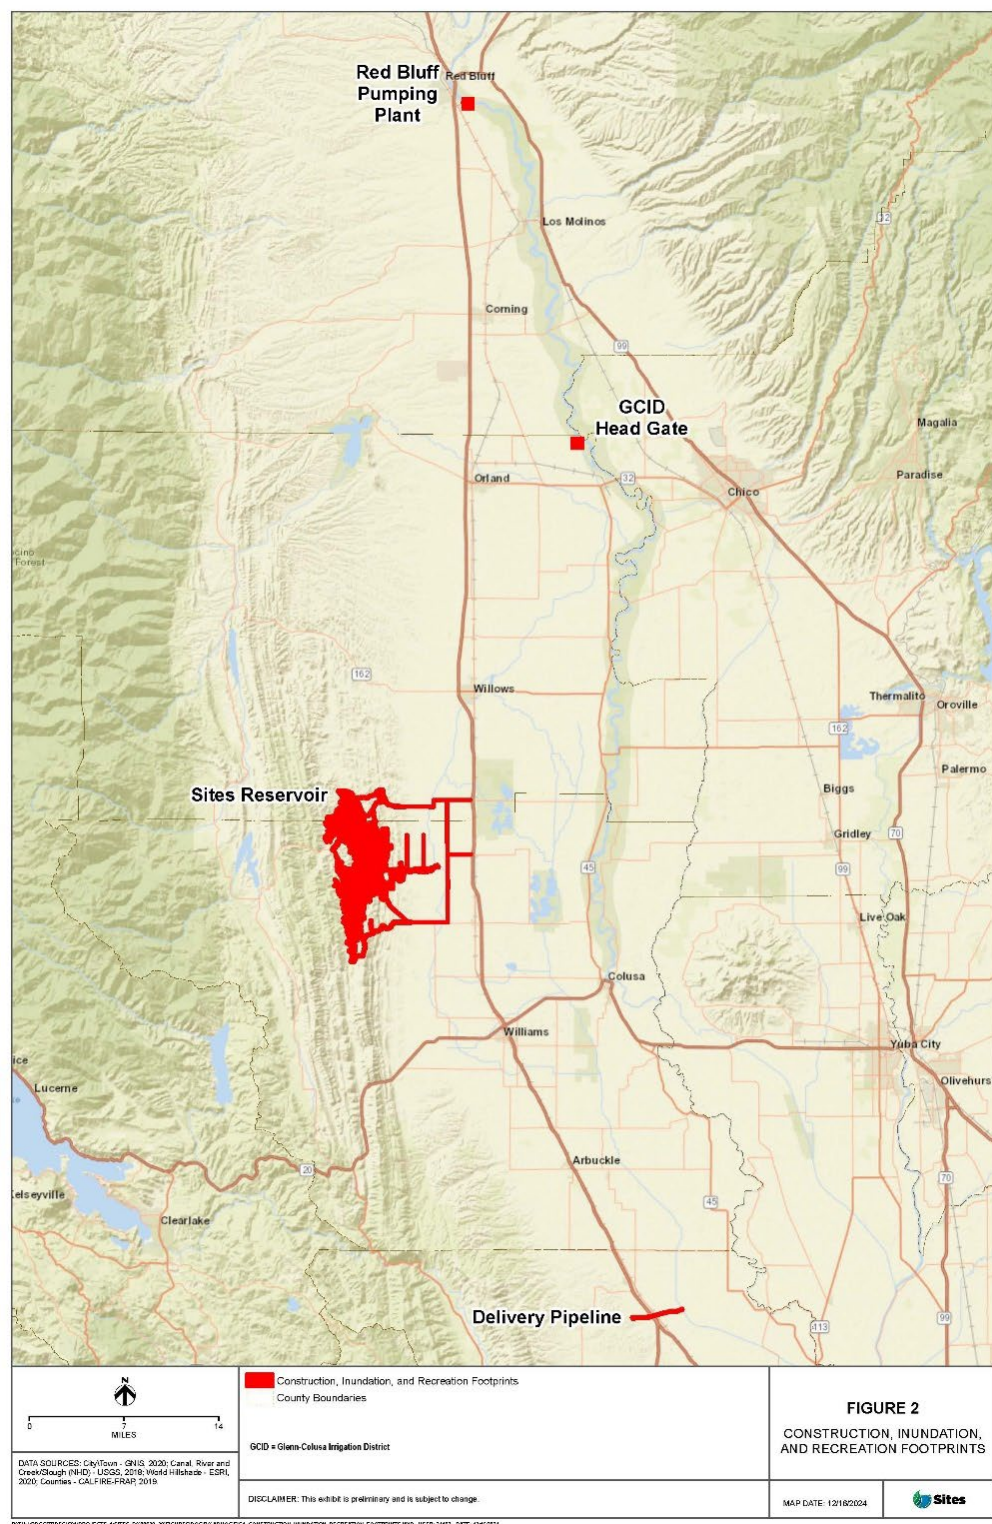 Red Bluff
Pumping
Plant
Red Bluff
32
Los Molinos
Corning
99
GCID
Head Gate
Magalia
Paradise
Orland
32
Chico
Forest
162
Willows
Thermalito
Oroville
162
Palermo
Sites Reservoir
Biggs
Gridley
70
45
99
Live Oak
Colusa
Williams
Yuba City
Lucerne
Olivehurs
Arbuckle
20
70
elseyville
45
Clearlake
Delivery Pipeline
113
99
N
0 7 14
MILES
DATA SOURCES: City\Town - GNIS, 2020; Canal, River and
Creek/Slough (NHD) - USGS, 2018; World Hillshade - ESRI,
2020; Counties - CALFIRE-FRAP, 2019.
Construction, Inundation, and Recreation Footprints
County Boundaries
GCID = Glenn-Colusa Irrigation District
DISCLAIMER: This exhibit is preliminary and is subject to change.
FIGURE 2
CONSTRUCTION, INUNDATION,
AND RECREATION FOOTPRINTS
MAP DATE: 12/16/2024
Sites